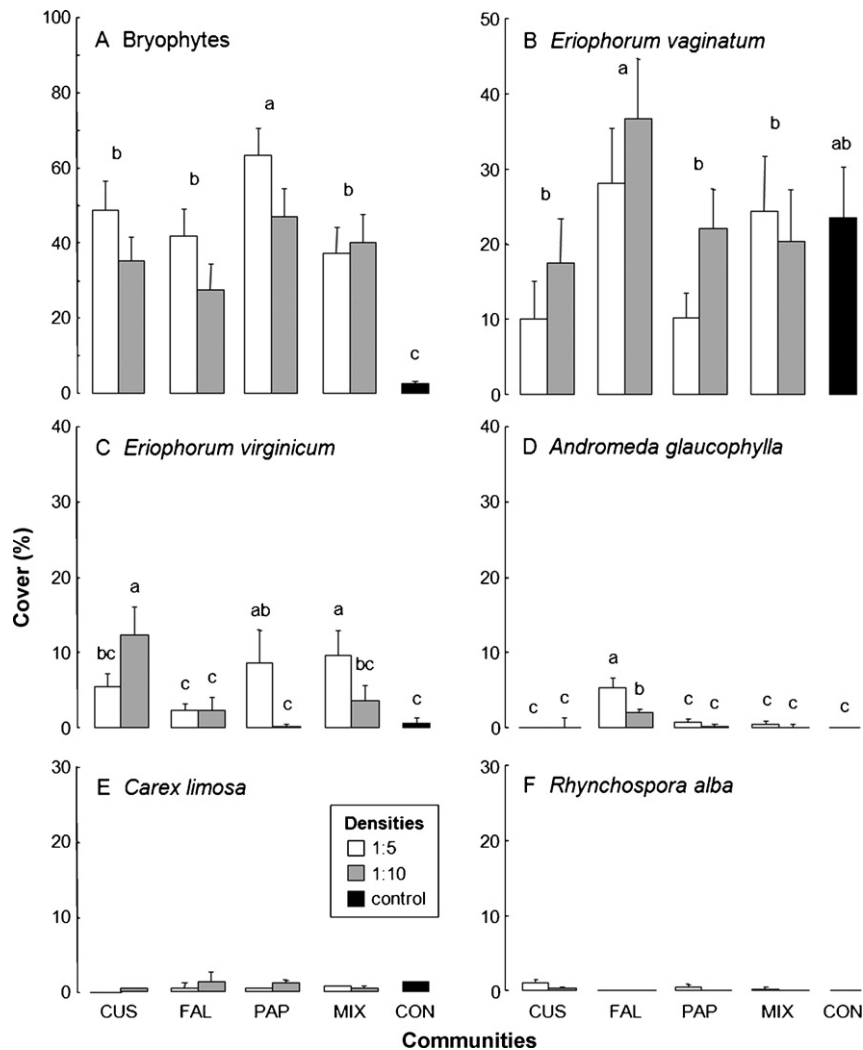 A Bryophytes
100
80
60
40
20
0
b
b
a
b
c
B Eriophorum vaginatum
50
40
30
20
10
0
b
a
b
b
ab
C Eriophorum virginicum
40
30
20
10
0
bc
a
c
c
ab
c
a
bc
c
D Andromeda glaucophylla
40
30
20
10
0
c
c
a
b
c
c
c
c
c
Cover (%)
E Carex limosa
30
20
10
0
Densities
1:5
1:10
control
CUS FAL PAP MIX CON
F Rhynchospora alba
30
20
10
0
CUS FAL PAP MIX CON
Communities